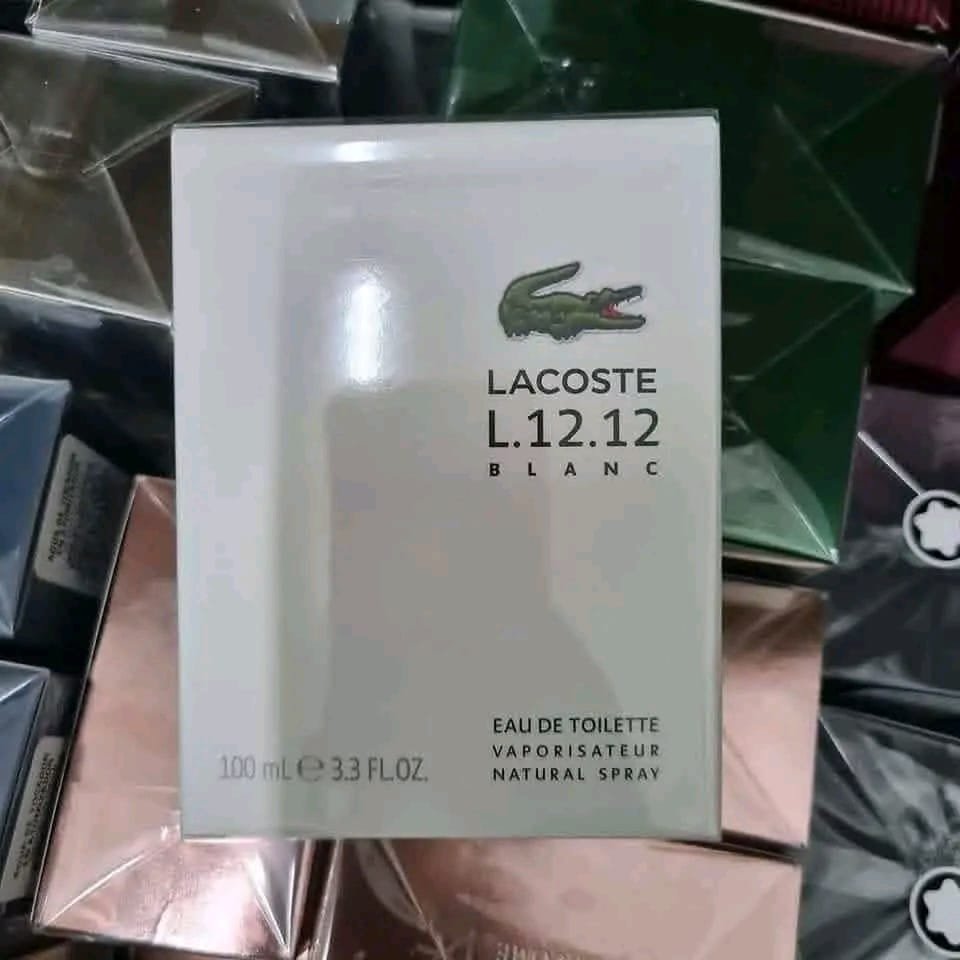 LACOSTE
L.12.12
BLANC
EAU DE TOILETTE
VAPORISATEUR
NATURAL SPRAY
100 mL ℮ 3.3 FL.OZ.